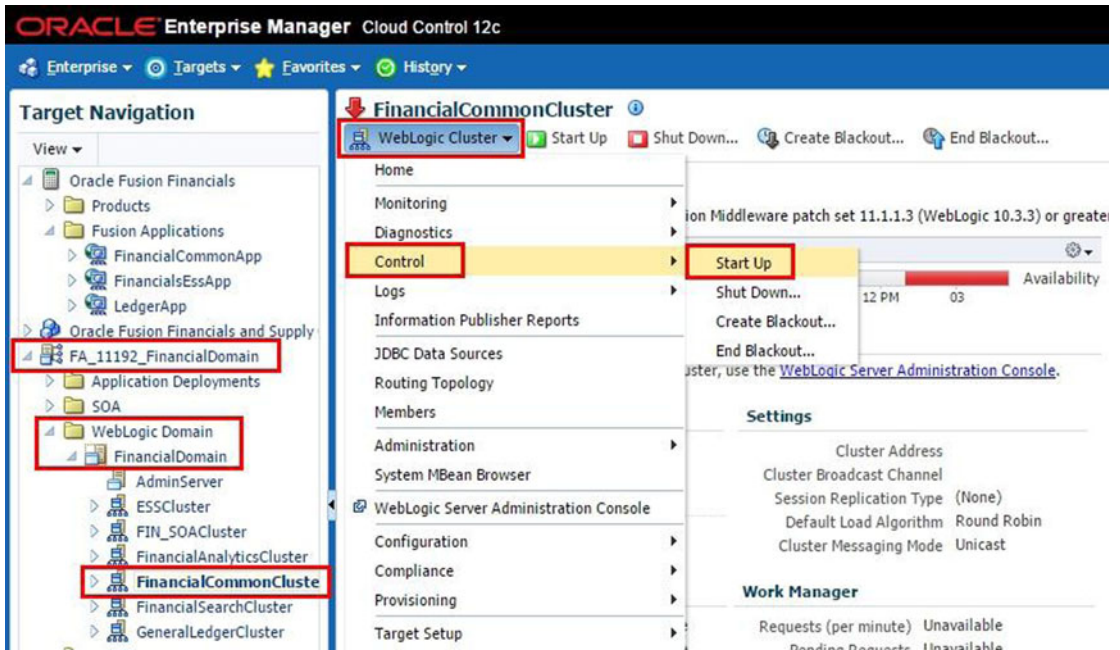 ORACLE Enterprise Manager Cloud Control 12c
Enterprise Targets Favorites History
Target Navigation
View
Oracle Fusion Financials
Products
Fusion Applications
FinancialCommonApp
FinancialsEssApp
LedgerApp
Oracle Fusion Financials and Supply
FA_11192_FinancialDomain
Application Deployments
SOA
WebLogic Domain
FinancialDomain
AdminServer
ESSCluster
FIN_SOACluster
FinancialAnalyticsCluster
FinancialCommonCluste
FinancialSearchCluster
GeneralLedgerCluster
FinancialCommonCluster
WebLogic Cluster Start Up Shut Down... Create Blackout... End Blackout...
Home
Monitoring
Diagnostics
Control
Logs
Information Publisher Reports
JDBC Data Sources
Routing Topology
Members
Administration
System MBean Browser
WebLogic Server Administration Console
Configuration
Compliance
Provisioning
Target Setup
Start Up
Shut Down...
Create Blackout...
End Blackout...
ion Middleware patch set 11.1.1.3 (WebLogic 10.3.3) or greate
Availability
12 PM 03
uster, use the WebLogic Server Administration Console.
Settings
Cluster Address
Cluster Broadcast Channel
Session Replication Type (None)
Default Load Algorithm Round Robin
Cluster Messaging Mode Unicast
Work Manager
Requests (per minute) Unavailable
Pending Requests Unavailable